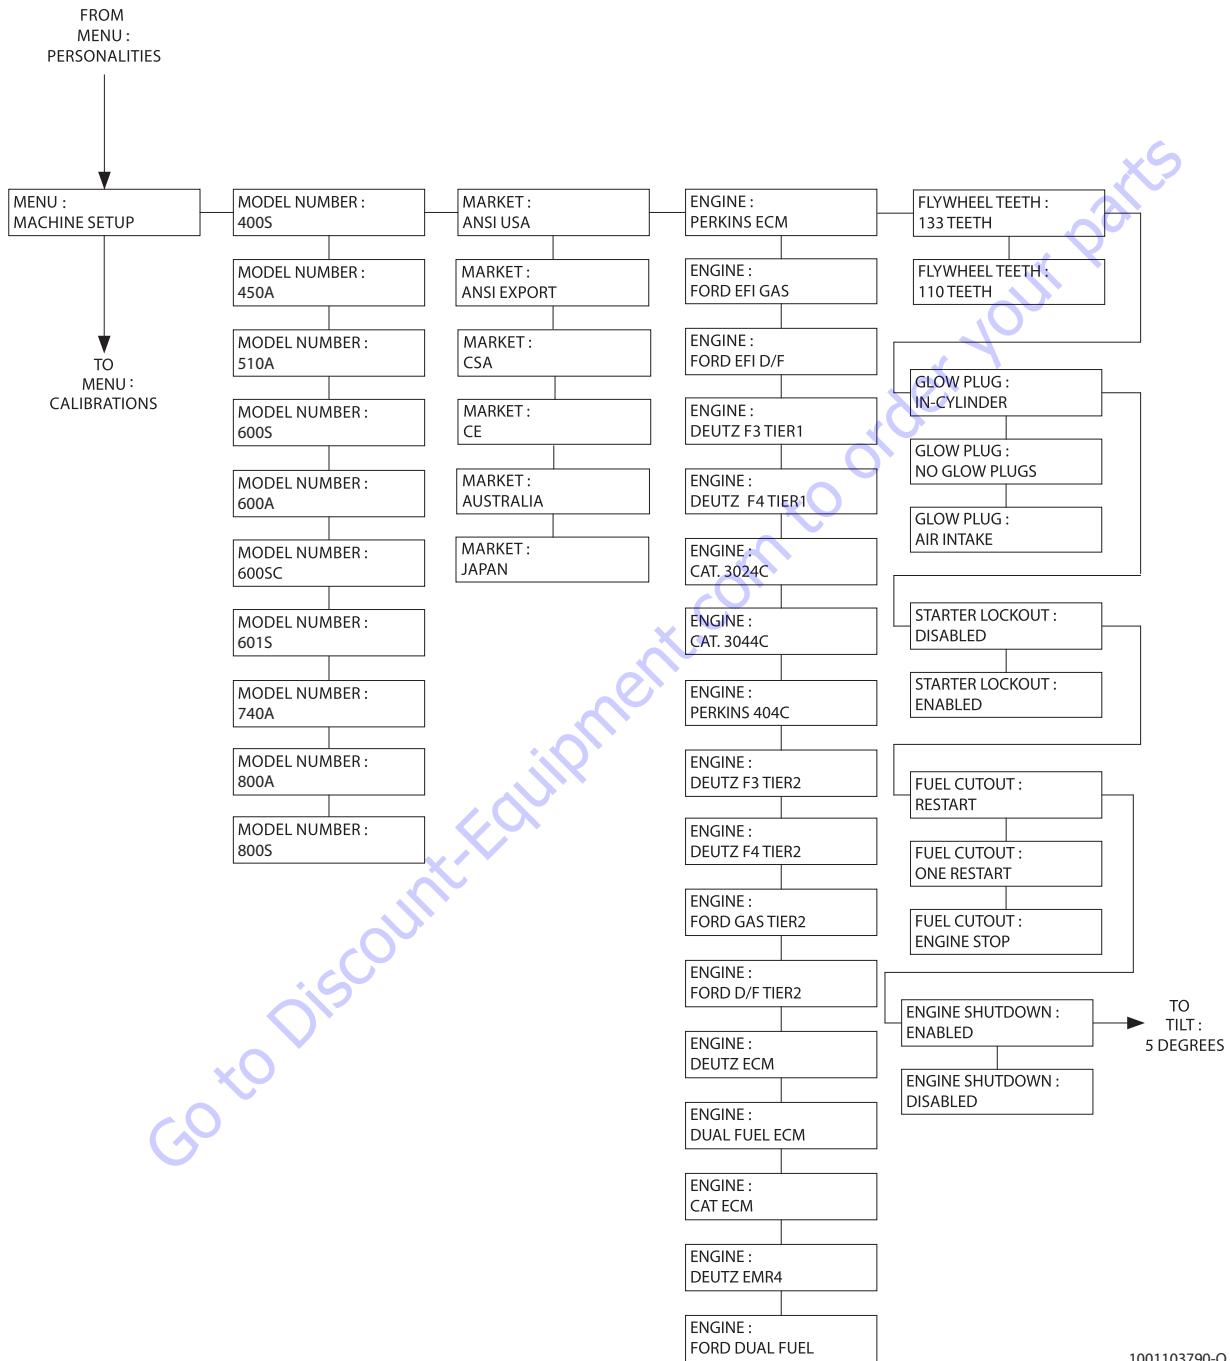 FROM
MENU :
PERSONALITIES
MENU :
MACHINE SETUP
TO
MENU :
CALIBRATIONS
MODEL NUMBER :
400S
MODEL NUMBER :
450A
MODEL NUMBER :
510A
MODEL NUMBER :
600S
MODEL NUMBER :
600A
MODEL NUMBER :
600SC
MODEL NUMBER :
601S
MODEL NUMBER :
740A
MODEL NUMBER :
800A
MODEL NUMBER :
800S
MARKET :
ANSI USA
MARKET :
ANSI EXPORT
MARKET :
CSA
MARKET :
CE
MARKET :
AUSTRALIA
MARKET :
JAPAN
ENGINE :
PERKINS ECM
ENGINE :
FORD EFI GAS
ENGINE :
FORD EFI D/F
ENGINE :
DEUTZ F3 TIER1
ENGINE :
DEUTZ F4 TIER1
ENGINE :
CAT. 3024C
ENGINE :
CAT. 3044C
ENGINE :
PERKINS 404C
ENGINE :
DEUTZ F3 TIER2
ENGINE :
DEUTZ F4 TIER2
ENGINE :
FORD GAS TIER2
ENGINE :
FORD D/F TIER2
ENGINE :
DEUTZ ECM
ENGINE :
DUAL FUEL ECM
ENGINE :
CAT ECM
ENGINE :
DEUTZ EMR4
ENGINE :
FORD DUAL FUEL
FLYWHEEL TEETH :
133 TEETH
FLYWHEEL TEETH :
110 TEETH
GLOW PLUG :
IN-CYLINDER
GLOW PLUG :
NO GLOW PLUGS
GLOW PLUG :
AIR INTAKE
STARTER LOCKOUT :
DISABLED
STARTER LOCKOUT :
ENABLED
FUEL CUTOUT :
RESTART
FUEL CUTOUT :
ONE RESTART
FUEL CUTOUT :
ENGINE STOP
ENGINE SHUTDOWN :
ENABLED
ENGINE SHUTDOWN :
DISABLED
TO
TILT :
5 DEGREES
Go to Discount-Equipment.com to order your parts
1001103790-O